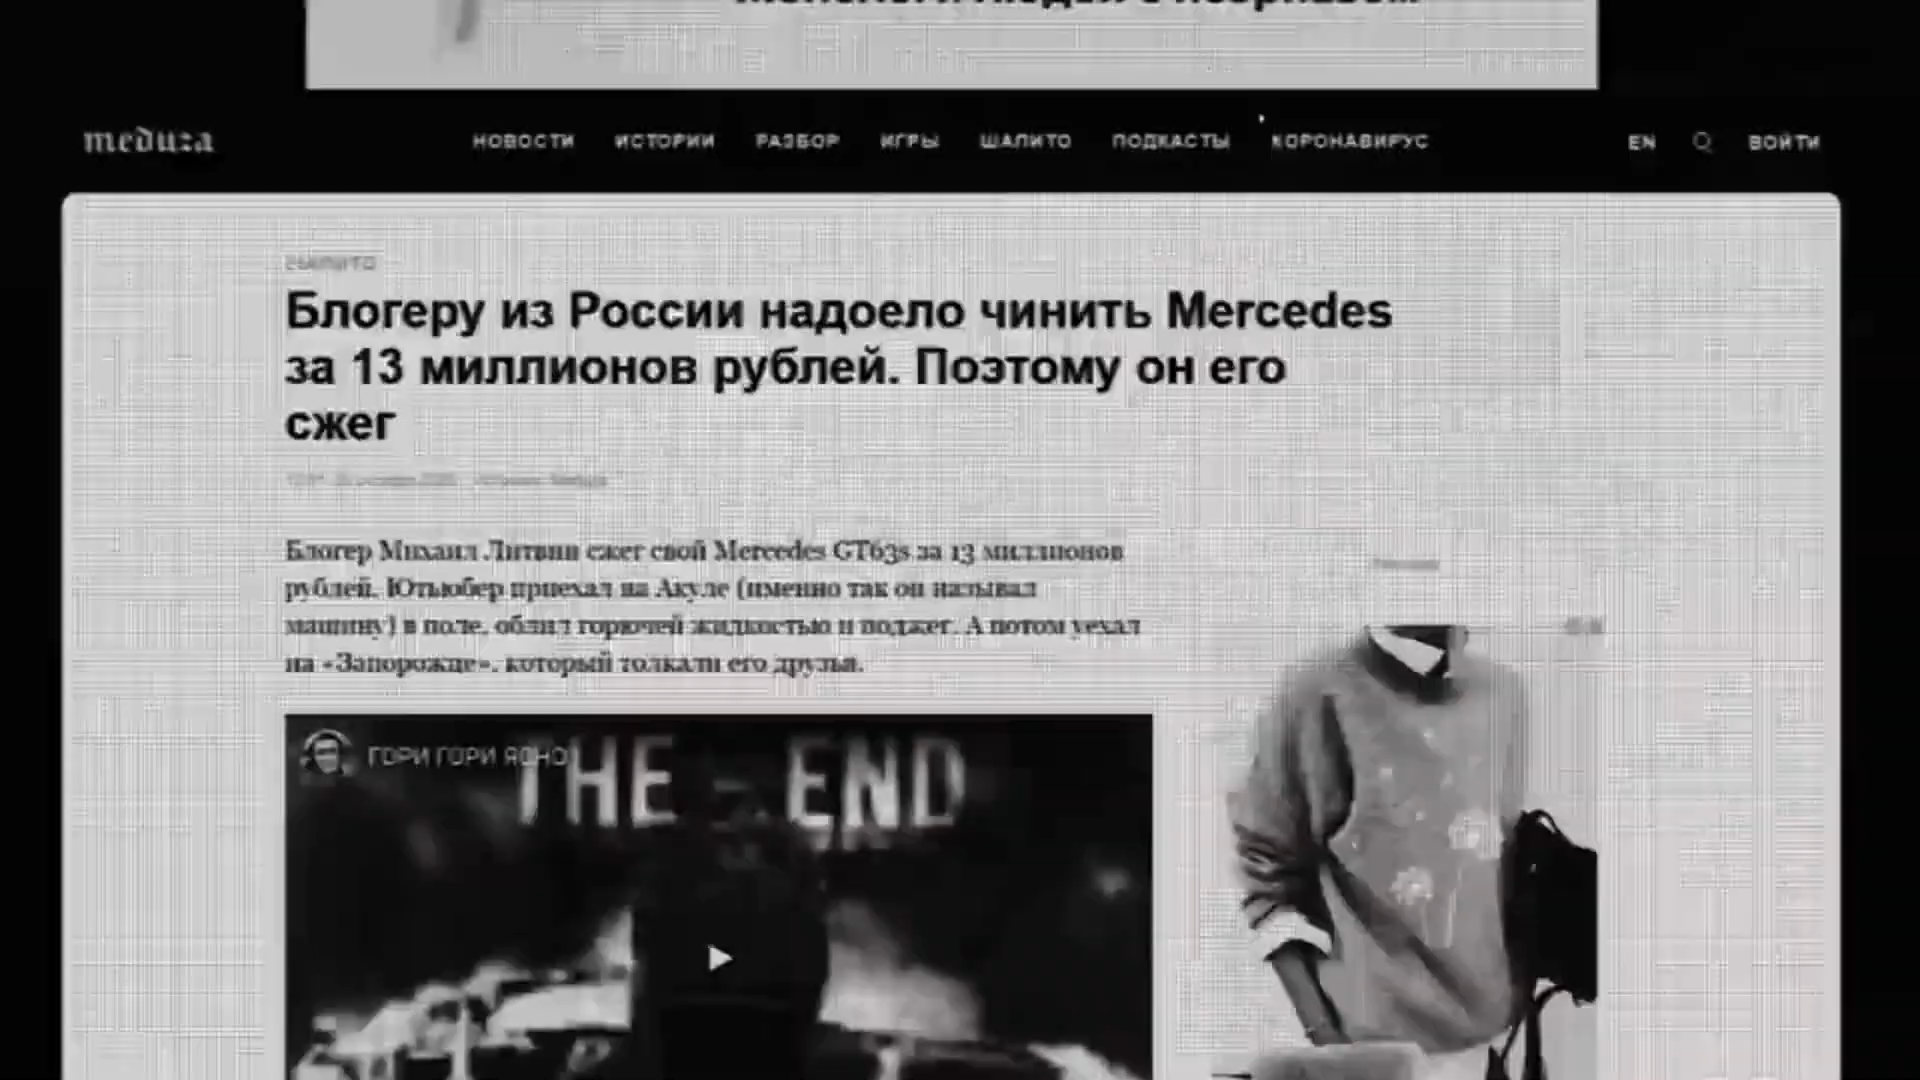 meduza
НОВОСТИ ИСТОРИИ РАЗБОР ИГРЫ ШАПИТО ПОДКАСТЫ КОРОНАВИРУС EN ВОЙТИ
шапито
Блогеру из России надоело чинить Mercedes
за 13 миллионов рублей. Поэтому он его
сжег
Блогер Михаил Литвин сжег свой Mercedes GT63s за 13 миллионов
рублей. Ютьюбер приехал на Акуле (именно так он называл
машину) в поле, облил горючей жидкостью и поджег. А потом уехал
на «Запорожце», который толкали его друзья.
ГОРИ ГОРИ ЯСНО
THE END